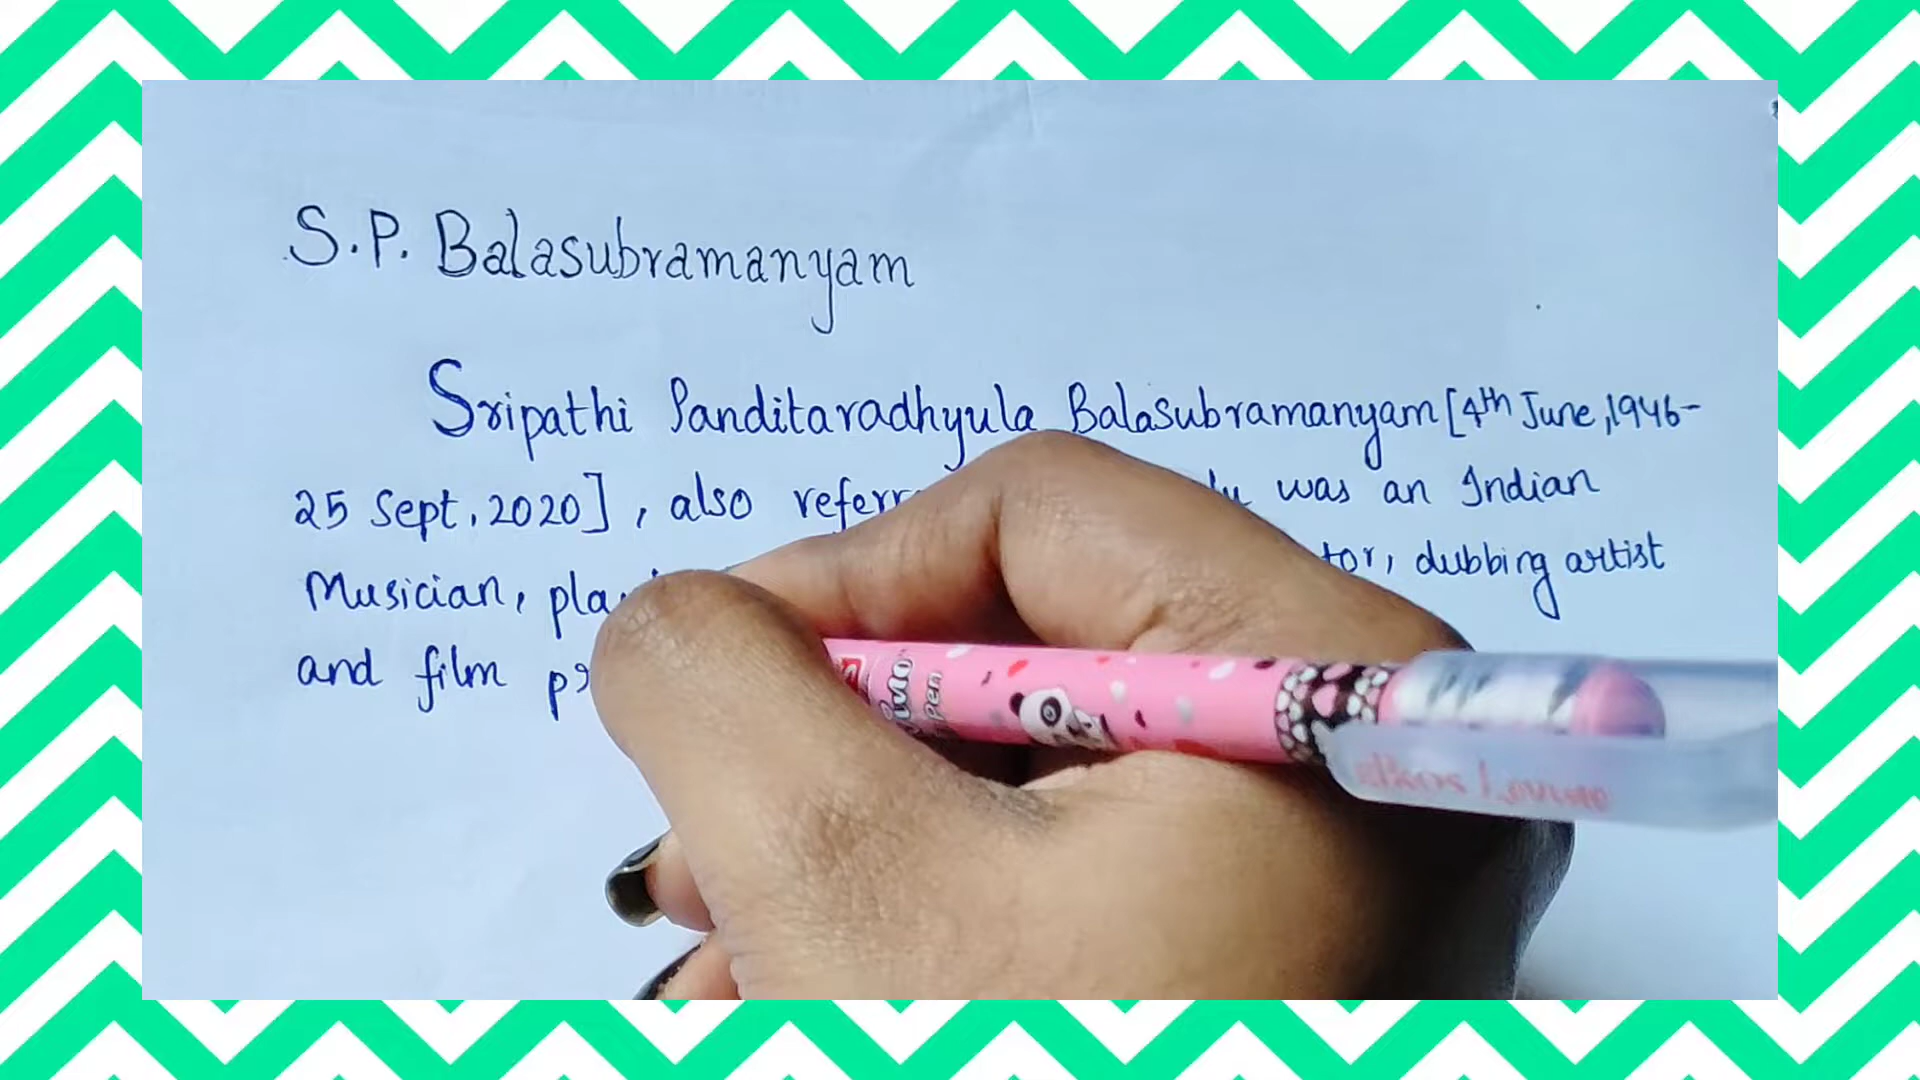 S.P. Balasubramanyam
Sripathi Panditaradhyula Balasubramanyam [4th June, 1946-
25 Sept, 2020], also was an Indian
Musician, dubbing artist
and film
Pen